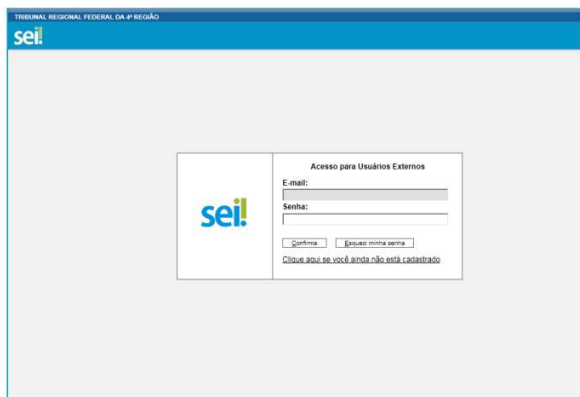 TRIBUNAL REGIONAL FEDERAL DA 4ª REGIÃO
sei!
Acesso para Usuários Externos
E-mail:
sei!
Senha:
Confirma Esqueci minha senha
Clique aqui se você ainda não está cadastrado